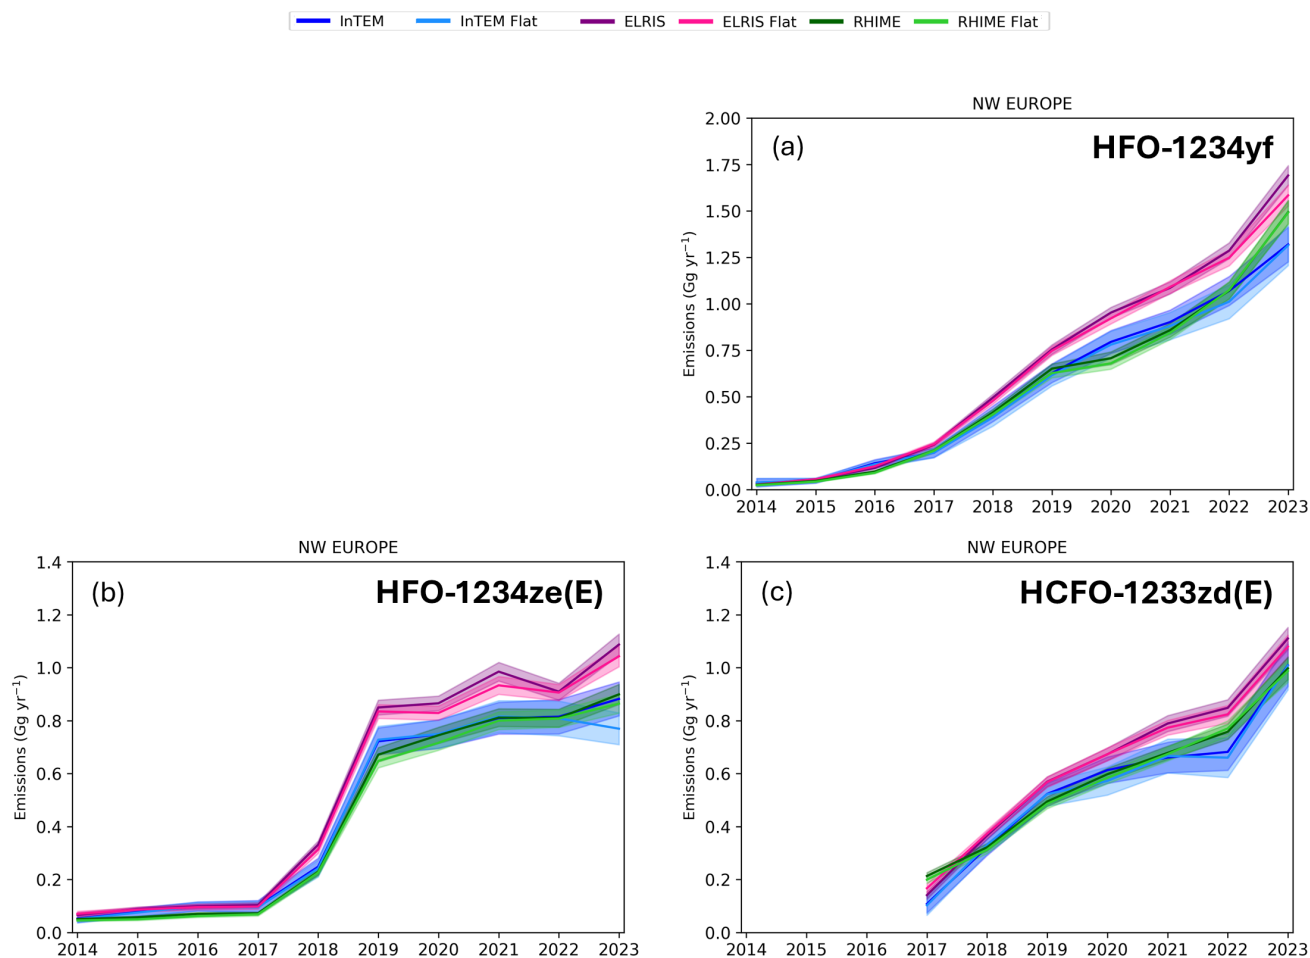 InTEM InTEM Flat ELRIS ELRIS Flat RHIME RHIME Flat
NW EUROPE
(a) HFO-1234yf
2.00
1.75
1.50
1.25
1.00
0.75
0.50
0.25
0.00
Emissions (Gg yr⁻¹)
2014 2015 2016 2017 2018 2019 2020 2021 2022 2023
NW EUROPE
(b) HFO-1234ze(E)
1.4
1.2
1.0
0.8
0.6
0.4
0.2
0.0
Emissions (Gg yr⁻¹)
2014 2015 2016 2017 2018 2019 2020 2021 2022 2023
NW EUROPE
(c) HCFO-1233zd(E)
1.4
1.2
1.0
0.8
0.6
0.4
0.2
0.0
Emissions (Gg yr⁻¹)
2014 2015 2016 2017 2018 2019 2020 2021 2022 2023